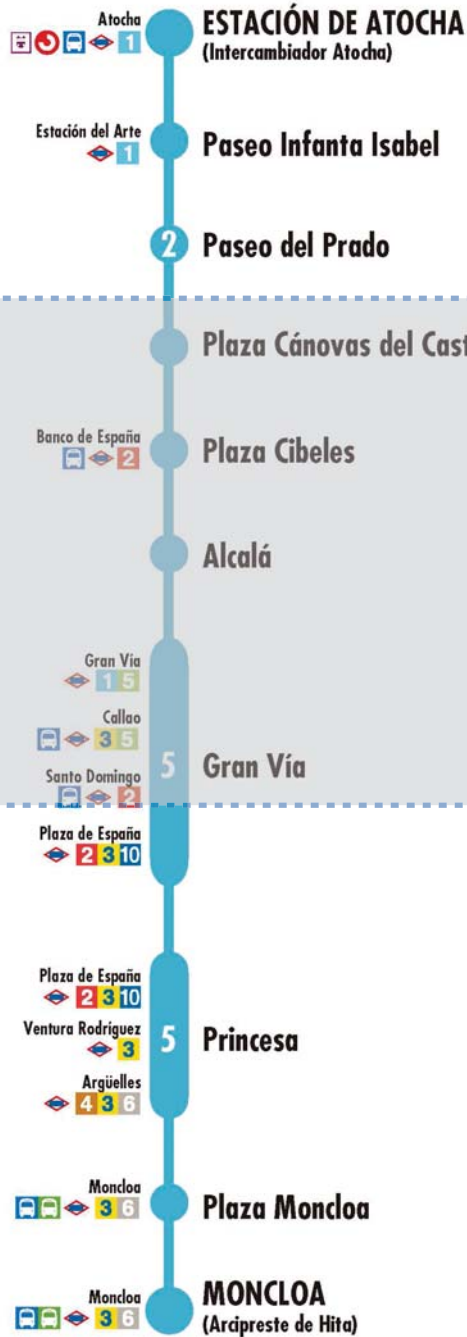 Atocha
1
ESTACIÓN DE ATOCHA
(Intercambiador Atocha)
Estación del Arte
1
Paseo Infanta Isabel
2 Paseo del Prado
Plaza Cánovas del Cast
Banco de España
2
Plaza Cibeles
Alcalá
Gran Vía
1 5
Callao
3 5
Santo Domingo
2
5 Gran Vía
Plaza de España
2 3 10
Plaza de España
2 3 10
Ventura Rodríguez
3
5 Princesa
Argüelles
4 3 6
Moncloa
3 6
Plaza Moncloa
Moncloa
3 6
MONCLOA
(Arcipreste de Hita)